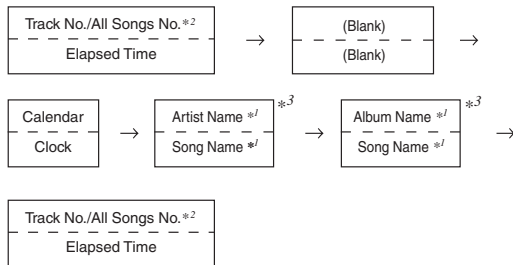 Track No./All Songs No.*2
Elapsed Time
(Blank)
(Blank)
Calendar
Clock
Artist Name *1
Song Name *1
*3
Album Name *1
Song Name *1
*3
Track No./All Songs No.*2
Elapsed Time